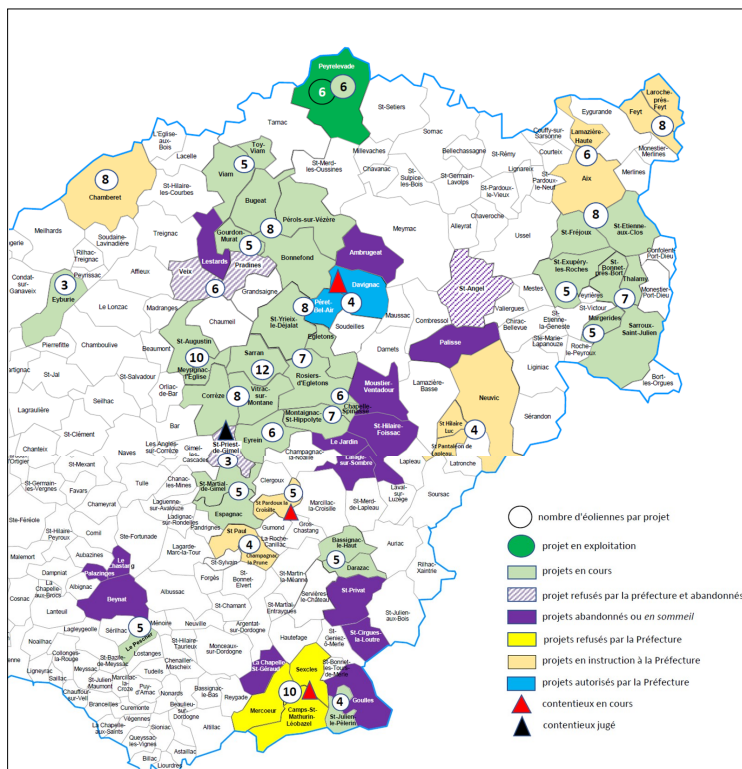 Peyrelevade
6
6
Tarnac
St-Setiers
Sornac
Millevaches
Bellechassagne
St-Rémy
Chavanac
St-Germain-Lavolps
Lignareix
St-Sulpice-les-Bois
St-Pardoux-le-Vieux
St-Merd-les-Oussines
Laroche-près-Feyt
Feyt
8
Eygurande
Couffy-sur-Sarsonne
Lamazière-Haute
6
Courteix
Monestier-Merlines
Merlines
St-Pardoux-le-Neuf
Aix
L'Eglise-aux-Bois
Lacelle
Toy-Viam
5
Viam
8
Chamberet
St-Hilaire-les-Courbes
Bugeat
Pérols-sur-Vézère
8
Gourdon-Murat
5
Meymac
Alleyrat
Chaveroche
Ussel
8
St-Fréjoux
St-Etienne-aux-Clos
Meilhards
Soudaine-Lavinadière
Treignac
Rilhac-Treignac
Lestards
Pradines
Bonnefond
Ambrugeat
Veix
6
Grandsaigne
Davignac
4
Péret-Bel-Air
8
St-Angel
Mestes
St-Exupéry-les-Roches
5
St-Bonnet-près-Bort
Thalamy
7
Confolent-Port-Dieu
Monestier-Port-Dieu
Veyrières
St-Victour
Margerides
5
Sarroux-Saint-Julien
Roche-le-Peyroux
St-Etienne-la-Geneste
Ste-Marie-Lapanouze
Valiergues
Chirac-Bellevue
Condat-sur-Ganaveix
3
Peyrissac
Eyburie
Affieux
Le Lonzac
Madranges
Chaumeil
St-Yrieix-le-Déjalat
Soudeilles
Maussac
Combressol
Egletons
Darnets
Palisse
Liginiac
Bort-les-Orgues
Pierrefitte
Chamboulive
Beaumont
St-Augustin
10
Meyrignac-l'Eglise
Sarran
12
7
Rosiers-d'Egletons
Moustier-Ventadour
Lamazière-Basse
Neuvic
Sérandon
St-Jal
St-Salvadour
Orliac-de-Bar
Corrèze
8
Vitrac-sur-Montane
6
Chapelle-Spinasse
7
Montaignac-St-Hippolyte
St-Hilaire-Foissac
St Hilaire Luc
4
St Pantaléon de Lapleau
Latronche
Lagraulière
Seilhac
St-Clément
Bar
Les Anglès-sur-Corrèze
Naves
Chanteix
St-Mexant
Gimel-les-Cascades
St-Priest-de-Gimel
3
Eyrein
6
Champagnac-la-Noaille
Le Jardin
Lapleau
Soursac
Tulle
Chanac-les-Mines
Clergoux
5
St-Martial-de-Gimel
5
Espagnac
St Pardoux la Croisille
Marcillac-la-Croisille
St-Merd-de-Lapleau
Laval-sur-Luzège
St-Germain-les-Vergnes
Favars
Chameyrat
Laguenne-sur-Avalouze
Ladignac-sur-Rondelles
Pandrignes
St Paul
4
Champagnac la Prune
Gumond
La Roche-Canillac
Gros-Chastang
St-Hilaire-Peyroux
Cornil
Ste-Fortunade
Lagarde-Marc-la-Tour
St-Sylvain
Bassignac-le-Haut
5
Darazac
Auriac
Rilhac-Xaintrie
Malemort
Aubazines
Le Chastang
Palazinges
Dampniat
Albignac
Forgès
St-Bonnet-Elvert
St-Martin-la-Méanne
Servières-le-Château
St-Privat
La Chapelle-aux-Brocs
Cosnac
Lanteuil
Beynat
Albussac
St-Chamant
St-Martial-Entraygues
St-Julien-aux-Bois
Argentat-sur-Dordogne
St-Cirgues-la-Loutre
Lagleygeolle
Sérilhac
5
Ménoire
Neuville
Le Pescher
Lostanges
St-Hilaire-Taurieux
Monceaux-sur-Dordogne
Hautefage
St-Geniez-ô-Merle
Noailhac
Collonges-la-Rouge
Meyssac
St-Bazile-de-Meyssac
Chenailler-Mascheix
St-Bonnet-les-Tours-de-Merle
La Chapelle-St-Géraud
Sexcles
Ligneyrac
Saillac
St-Julien-Maumont
Marcillac-la-Croze
Tudeils
Puy-d'Arnac
Nonards
Bassignac-le-Bas
Reygade
Mercoeur
10
Camps-St-Mathurin-Léobazel
4
St-Julien-le-Pèlerin
Goulles
Chauffour-sur-Vell
Branceilles
Curemonte
Végennes
Beaulieu-sur-Dordogne
Altillac
La Chapelle-aux-Saints
Sioniac
Queyssac-les-Vignes
Astaillac
Billac
Liourdres
nombre d'éoliennes par projet
projet en exploitation
projets en cours
projet refusés par la préfecture et abandonnés
projets abandonnés ou en sommeil
projets refusés par la Préfecture
projets en instruction à la Préfecture
projets autorisés par la Préfecture
contentieux en cours
contentieux jugé